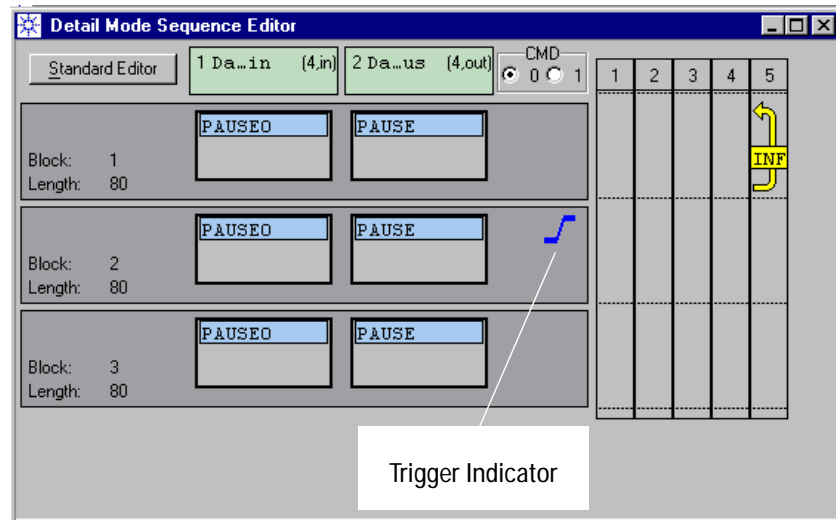 Detail Mode Sequence Editor
Standard Editor
1 Da…in (4,in)
2 Da…us (4,out)
CMD
0 1
1 2 3 4 5
PAUSE0 PAUSE
Block: 1
Length: 80
INF
PAUSE0 PAUSE
Block: 2
Length: 80
PAUSE0 PAUSE
Block: 3
Length: 80
Trigger Indicator